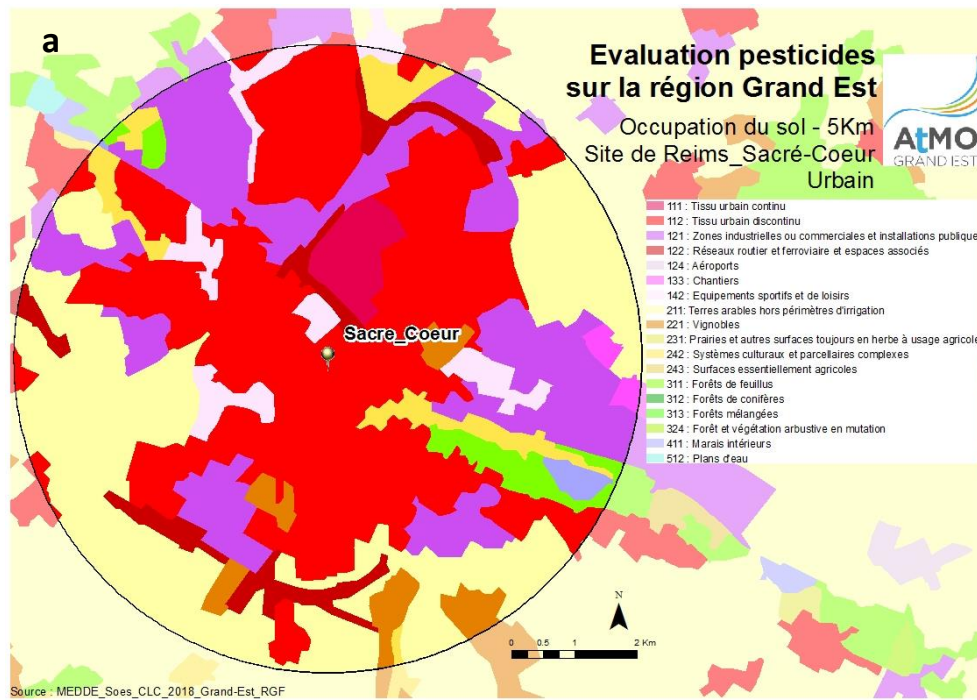 a
Evaluation pesticides
sur la région Grand Est
Occupation du sol - 5Km
Site de Reims_Sacré-Coeur
Urbain
AtMO
GRAND EST
111 : Tissu urbain continu
112 : Tissu urbain discontinu
121 : Zones industrielles ou commerciales et installations publique
122 : Réseaux routier et ferroviaire et espaces associés
124 : Aéroports
133 : Chantiers
142 : Equipements sportifs et de loisirs
211: Terres arables hors périmètres d'irrigation
221 : Vignobles
231: Prairies et autres surfaces toujours en herbe à usage agricole
242 : Systèmes culturaux et parcellaires complexes
243 : Surfaces essentiellement agricoles
311 : Forêts de feuillus
312 : Forêts de conifères
313 : Forêts mélangées
324 : Forêt et végétation arbustive en mutation
411 : Marais intérieurs
512 : Plans d'eau
Sacre_Coeur
N
0 0.5 1 2 Km
Source : MEDDE_Soes_CLC_2018_Grand-Est_RGF